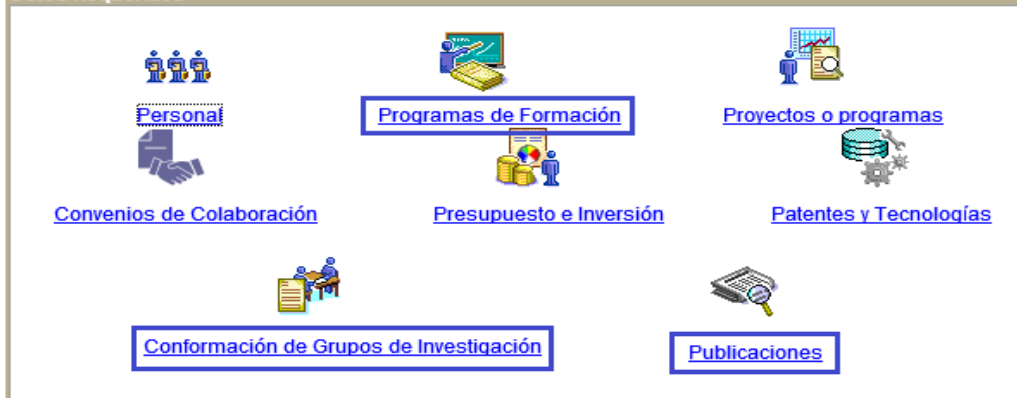 Personal
Programas de Formación
Proyectos o programas
Convenios de Colaboración
Presupuesto e Inversión
Patentes y Tecnologías
Conformación de Grupos de Investigación
Publicaciones